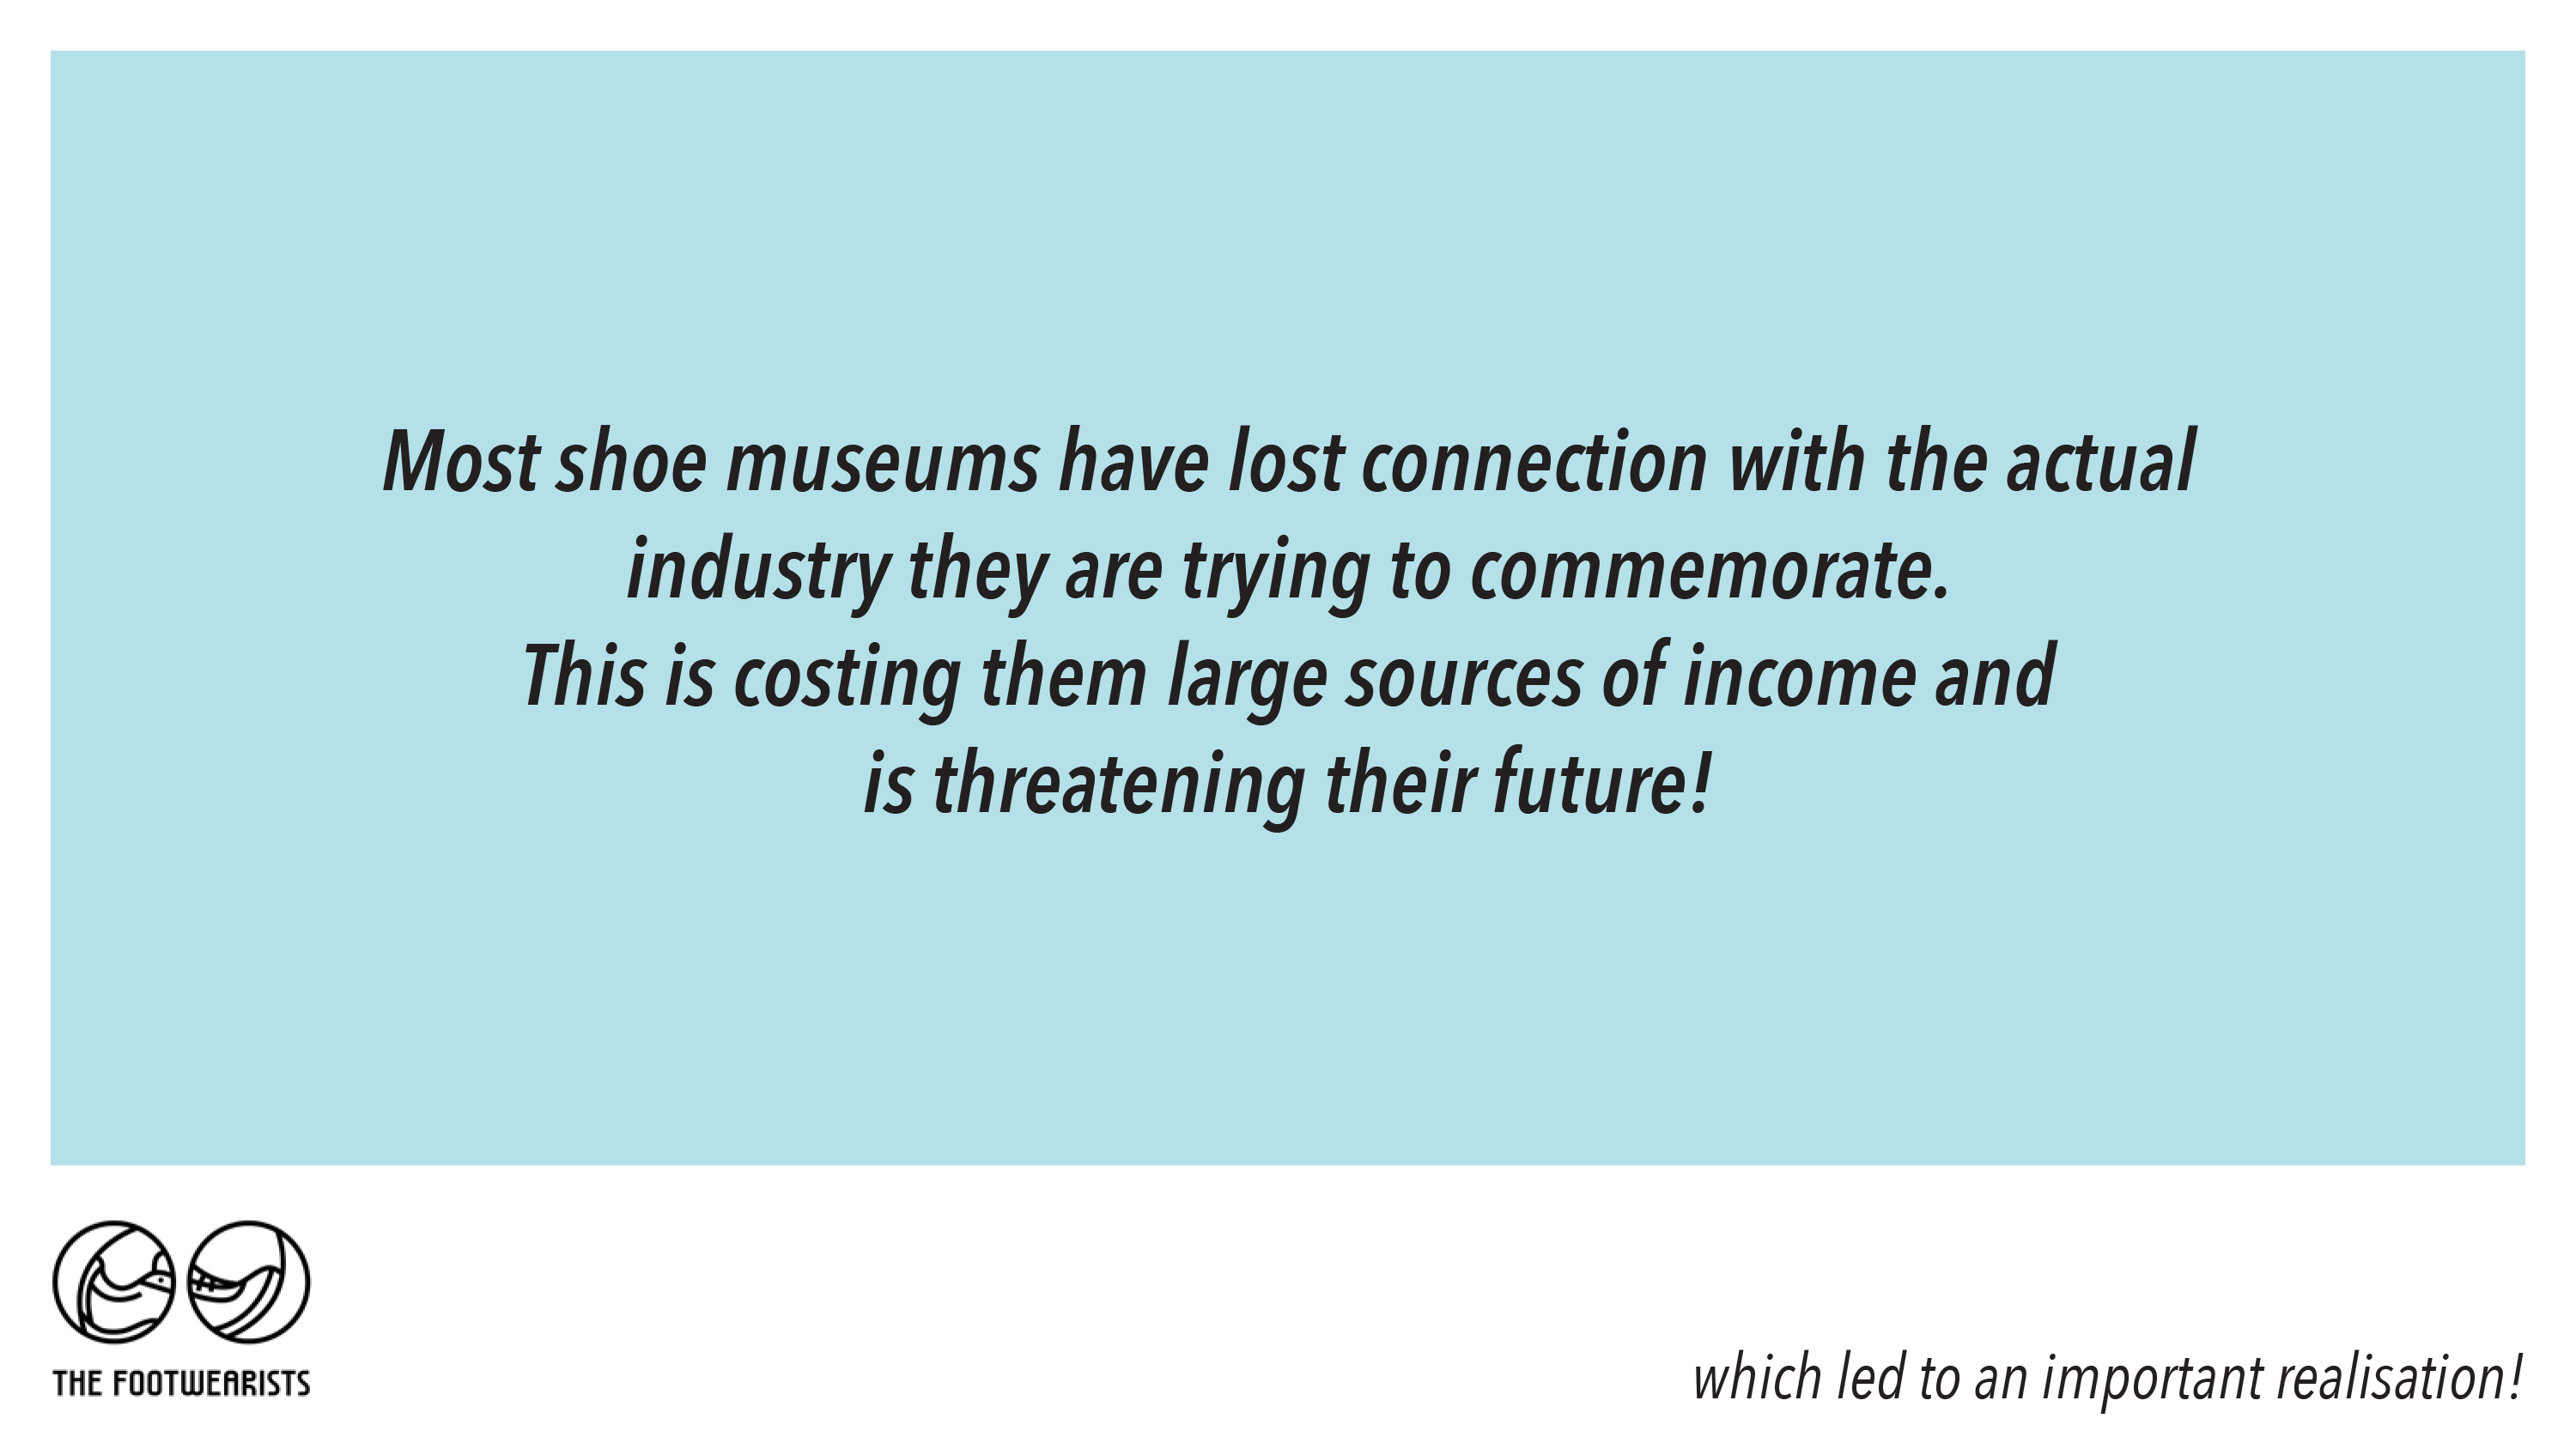 Most shoe museums have lost connection with the actual
industry they are trying to commemorate.
This is costing them large sources of income and
is threatening their future!
THE FOOTWEARISTS
which led to an important realisation!